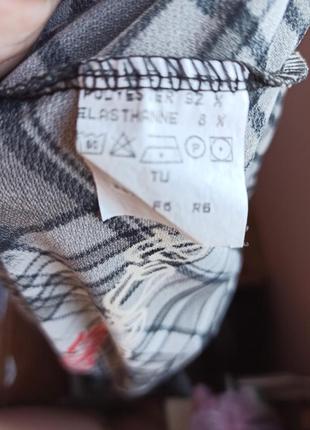 POLYESTER 92 %
ELASTHANNE 8 %
P
TU
F6 R6